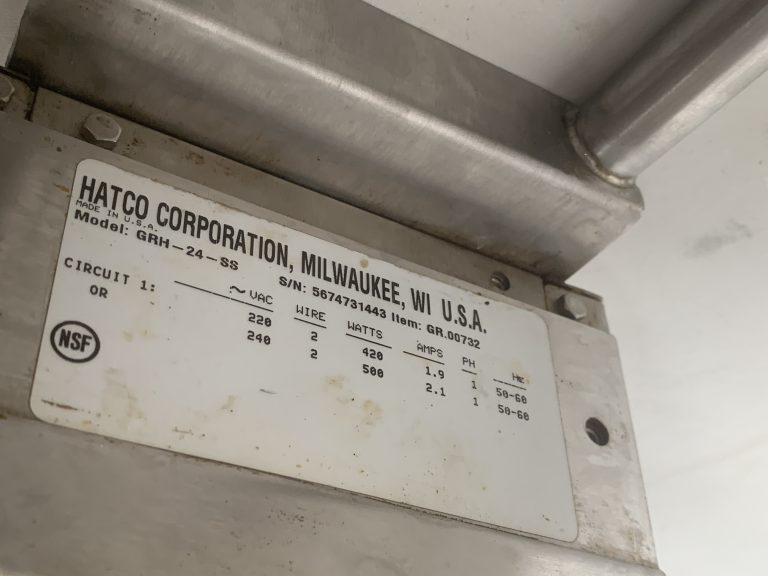 HATCO CORPORATION, MILWAUKEE, WI U.S.A.
MADE IN U.S.A.
Model: GRH-24-SS S/N: 5674731443 Item: GR.00732
~VAC WIRE WATTS AMPS PH Hz
CIRCUIT 1: 220 2 420 1.9 1 50-60
OR 240 2 500 2.1 1 50-60
NSF